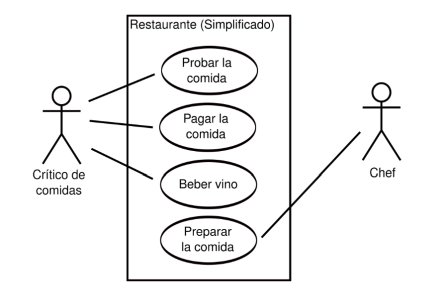 Restaurante (Simplificado)
Probar la
comida
Pagar la
comida
Beber vino
Preparar
la comida
Crítico de
comidas
Chef